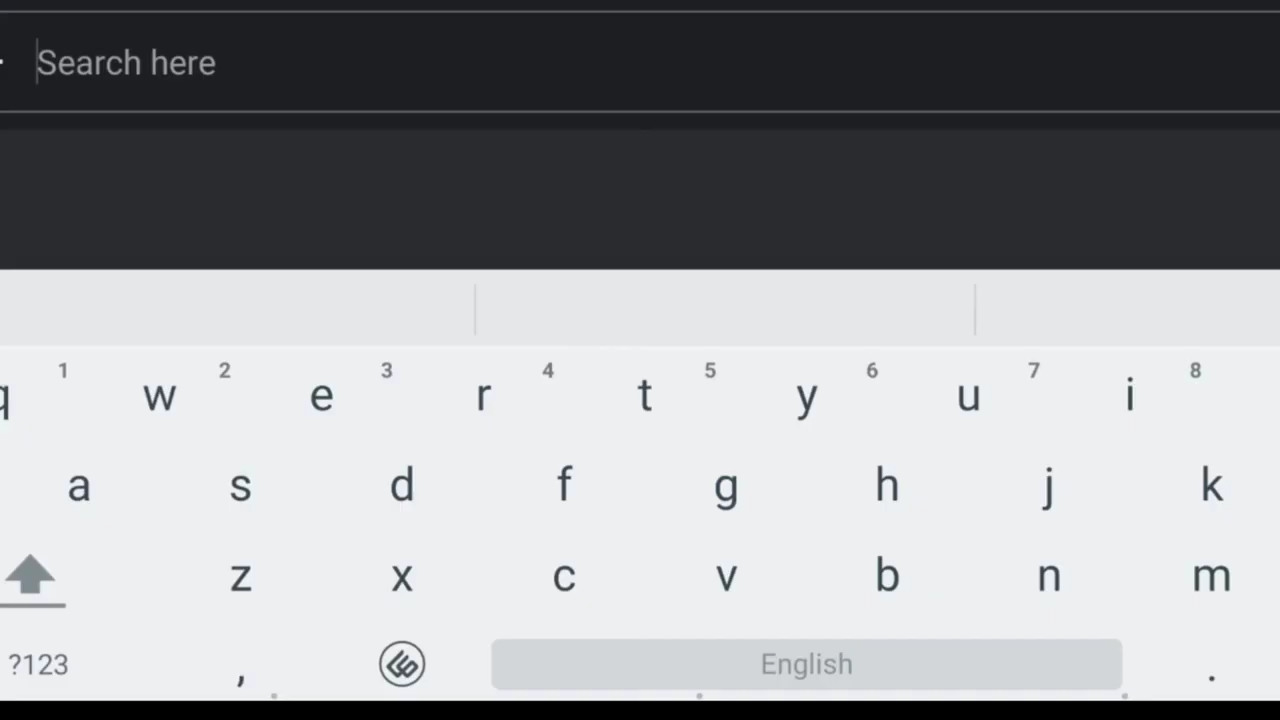 Search here
1 2 3 4 5 6 7 8
q w e r t y u i
a s d f g h j k
z x c v b n m
?123 , English .